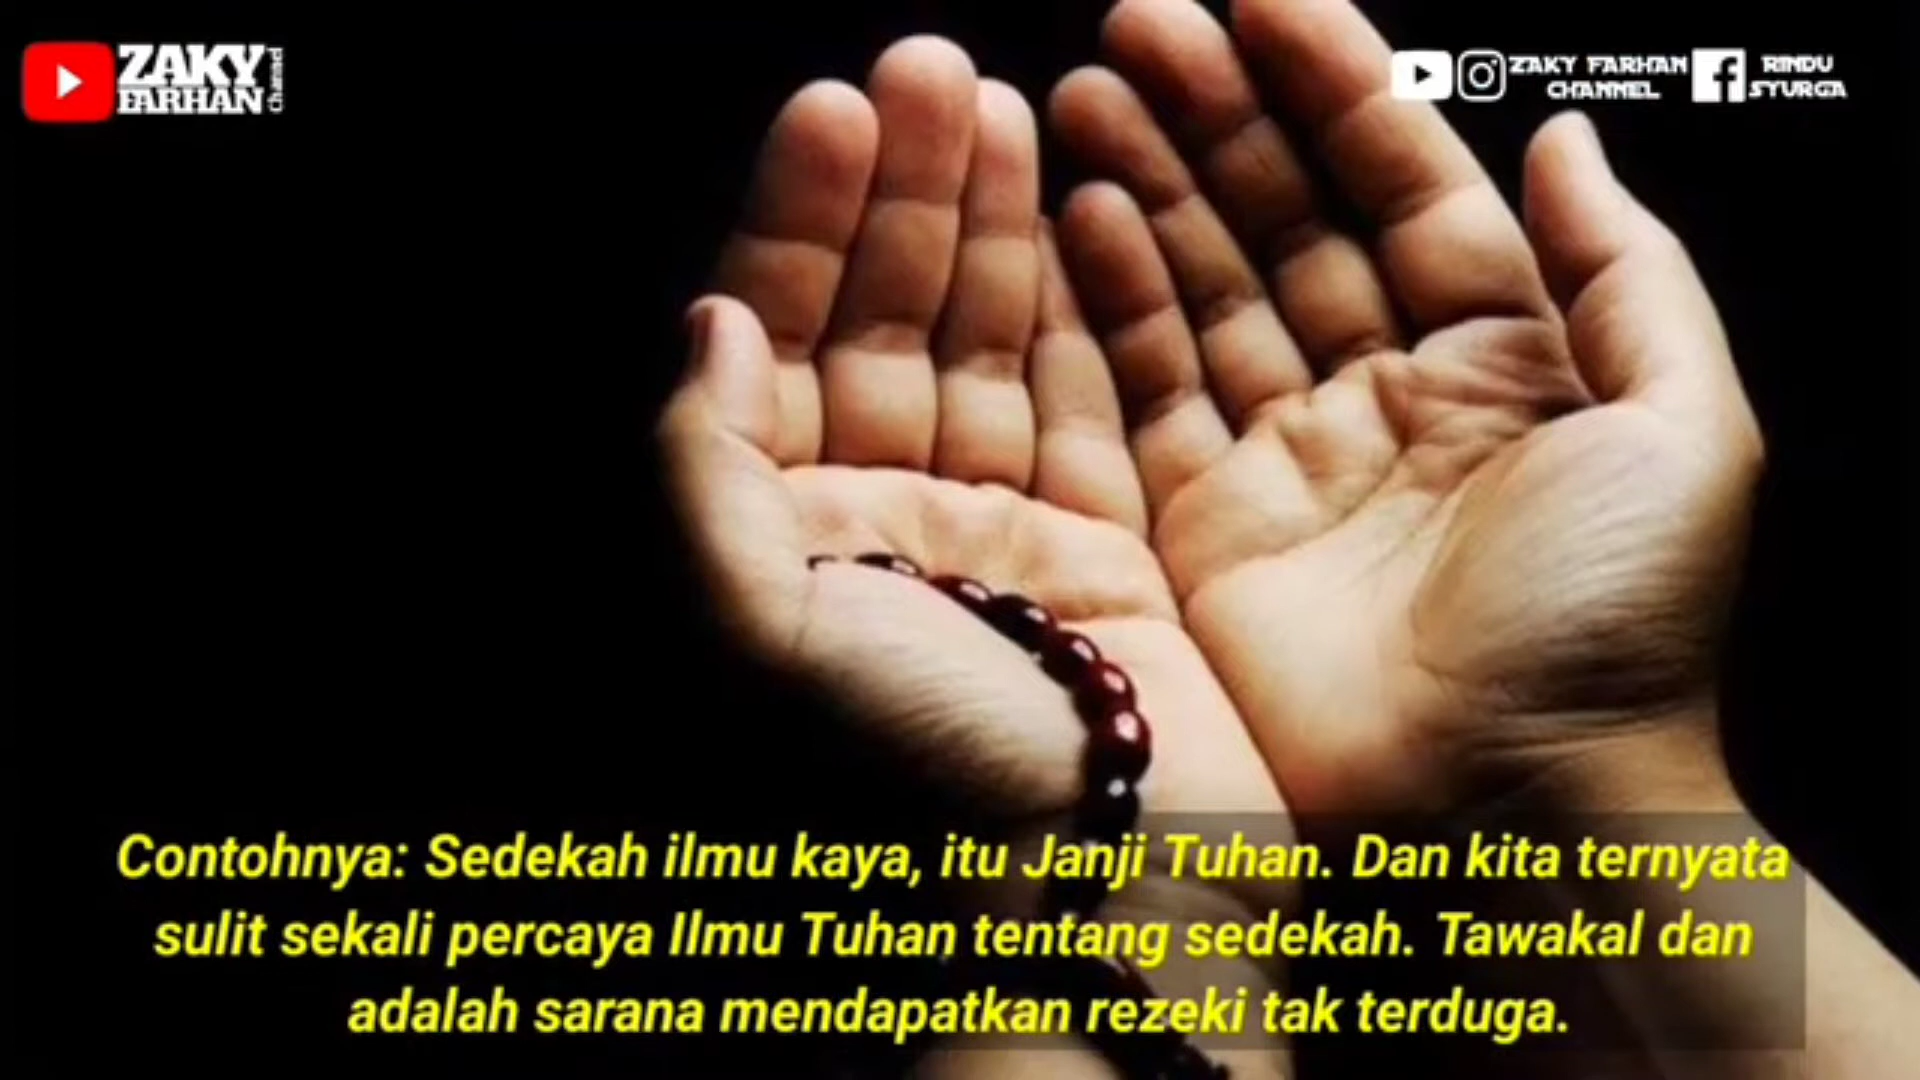 ZAKY
FARHAN
Channel
ZAKY FARHAN
CHANNEL
RINDU
SYURGA
Contohnya: Sedekah ilmu kaya, itu Janji Tuhan. Dan kita ternyata
sulit sekali percaya Ilmu Tuhan tentang sedekah. Tawakal dan
adalah sarana mendapatkan rezeki tak terduga.